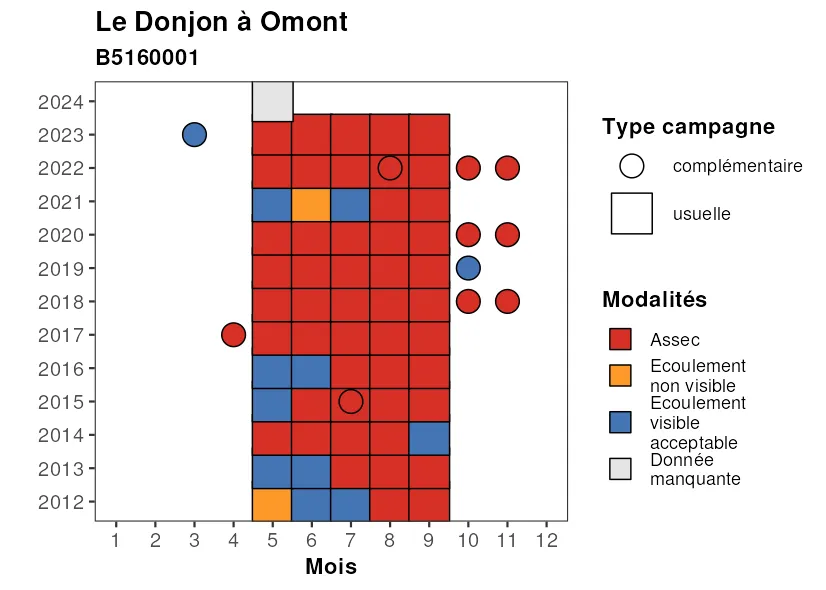 Le Donjon à Omont
B5160001
2024
2023
2022
2021
2020
2019
2018
2017
2016
2015
2014
2013
2012
1 2 3 4 5 6 7 8 9 10 11 12
Mois
Type campagne
complémentaire
usuelle
Modalités
Assec
Ecoulement
non visible
Ecoulement
visible
acceptable
Donnée
manquante